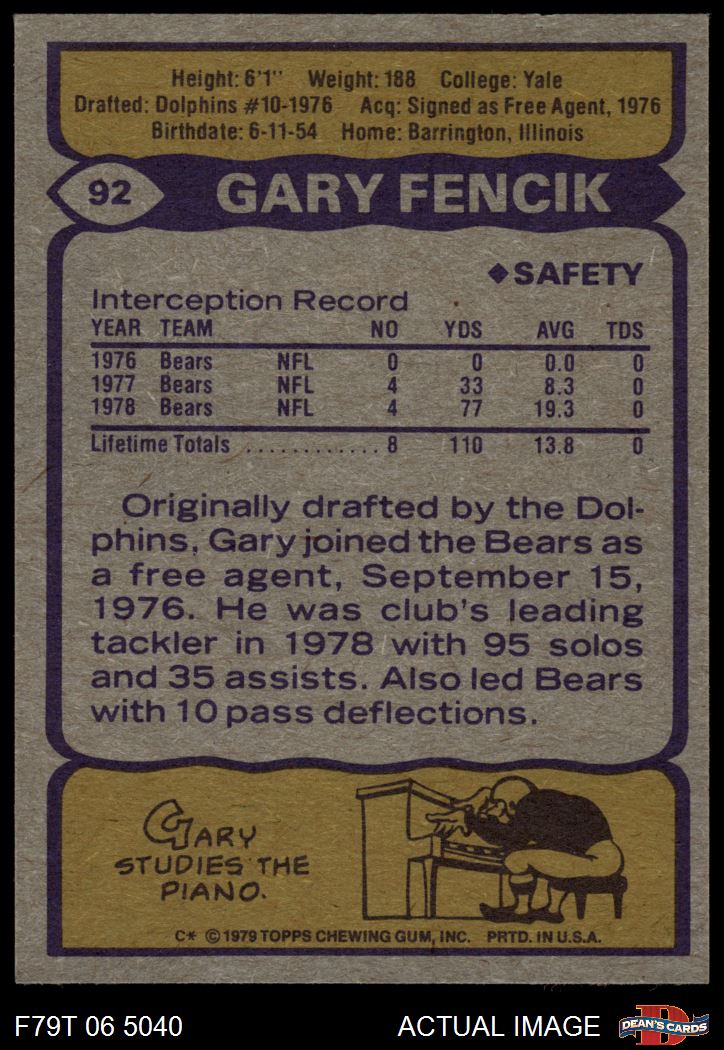 Height: 6'1" Weight: 188 College: Yale
Drafted: Dolphins #10-1976 Acq: Signed as Free Agent, 1976
Birthdate: 6-11-54 Home: Barrington, Illinois
92 GARY FENCIK
◆SAFETY
Interception Record
YEAR TEAM NO YDS AVG TDS
1976 Bears NFL 0 0 0.0 0
1977 Bears NFL 4 33 8.3 0
1978 Bears NFL 4 77 19.3 0
Lifetime Totals ............ 8 110 13.8 0
Originally drafted by the Dol-
phins, Gary joined the Bears as
a free agent, September 15,
1976. He was club's leading
tackler in 1978 with 95 solos
and 35 assists. Also led Bears
with 10 pass deflections.
GARY
STUDIES THE
PIANO.
C* © 1979 TOPPS CHEWING GUM, INC. PRTD. IN U.S.A.
F79T 06 5040 ACTUAL IMAGE
D
DEAN'S CARDS